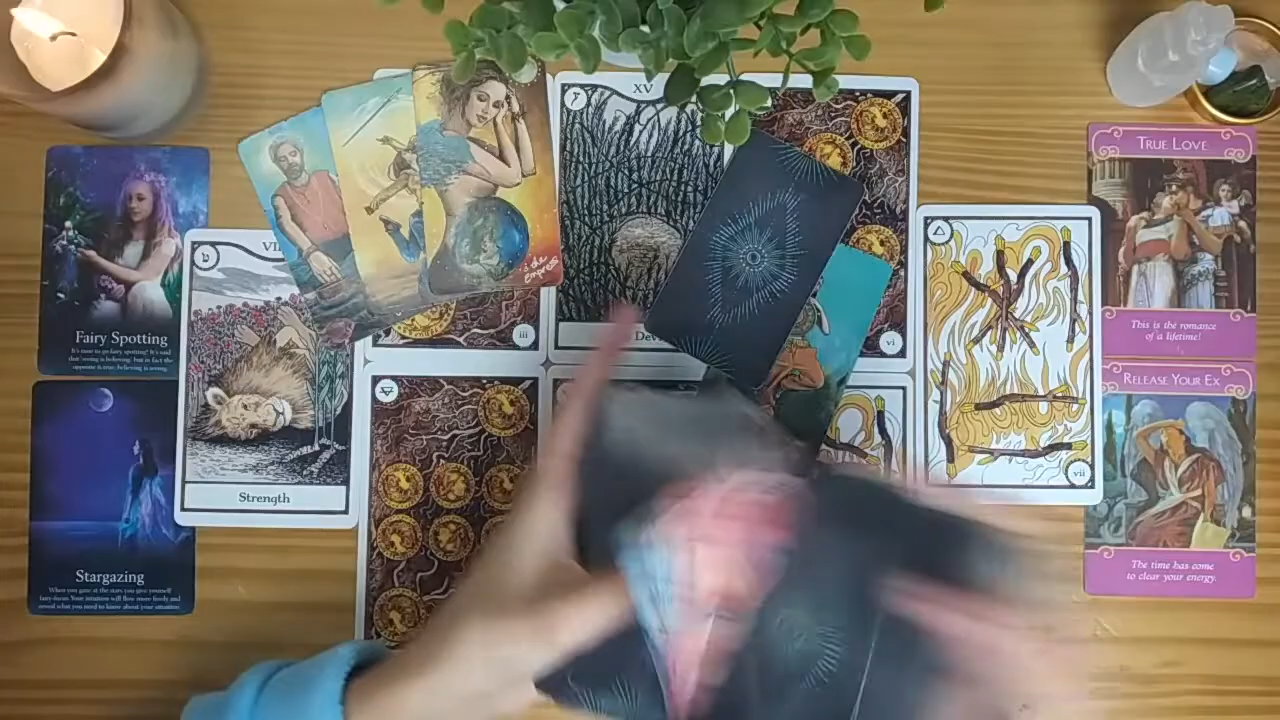 Fairy Spotting
It's time to go fairy spotting! It's said
that 'seeing is believing', but in fact the
opposite is true, believing is seeing.
Stargazing
When you gaze at the stars you give yourself
fairy focus. Your intuition will flow more freely and
reveal what you need to know about your situation.
Strength
3 the
empress
iii
XV
vi
vii
TRUE LOVE
This is the romance
of a lifetime!
RELEASE YOUR EX
The time has come
to clear your energy.